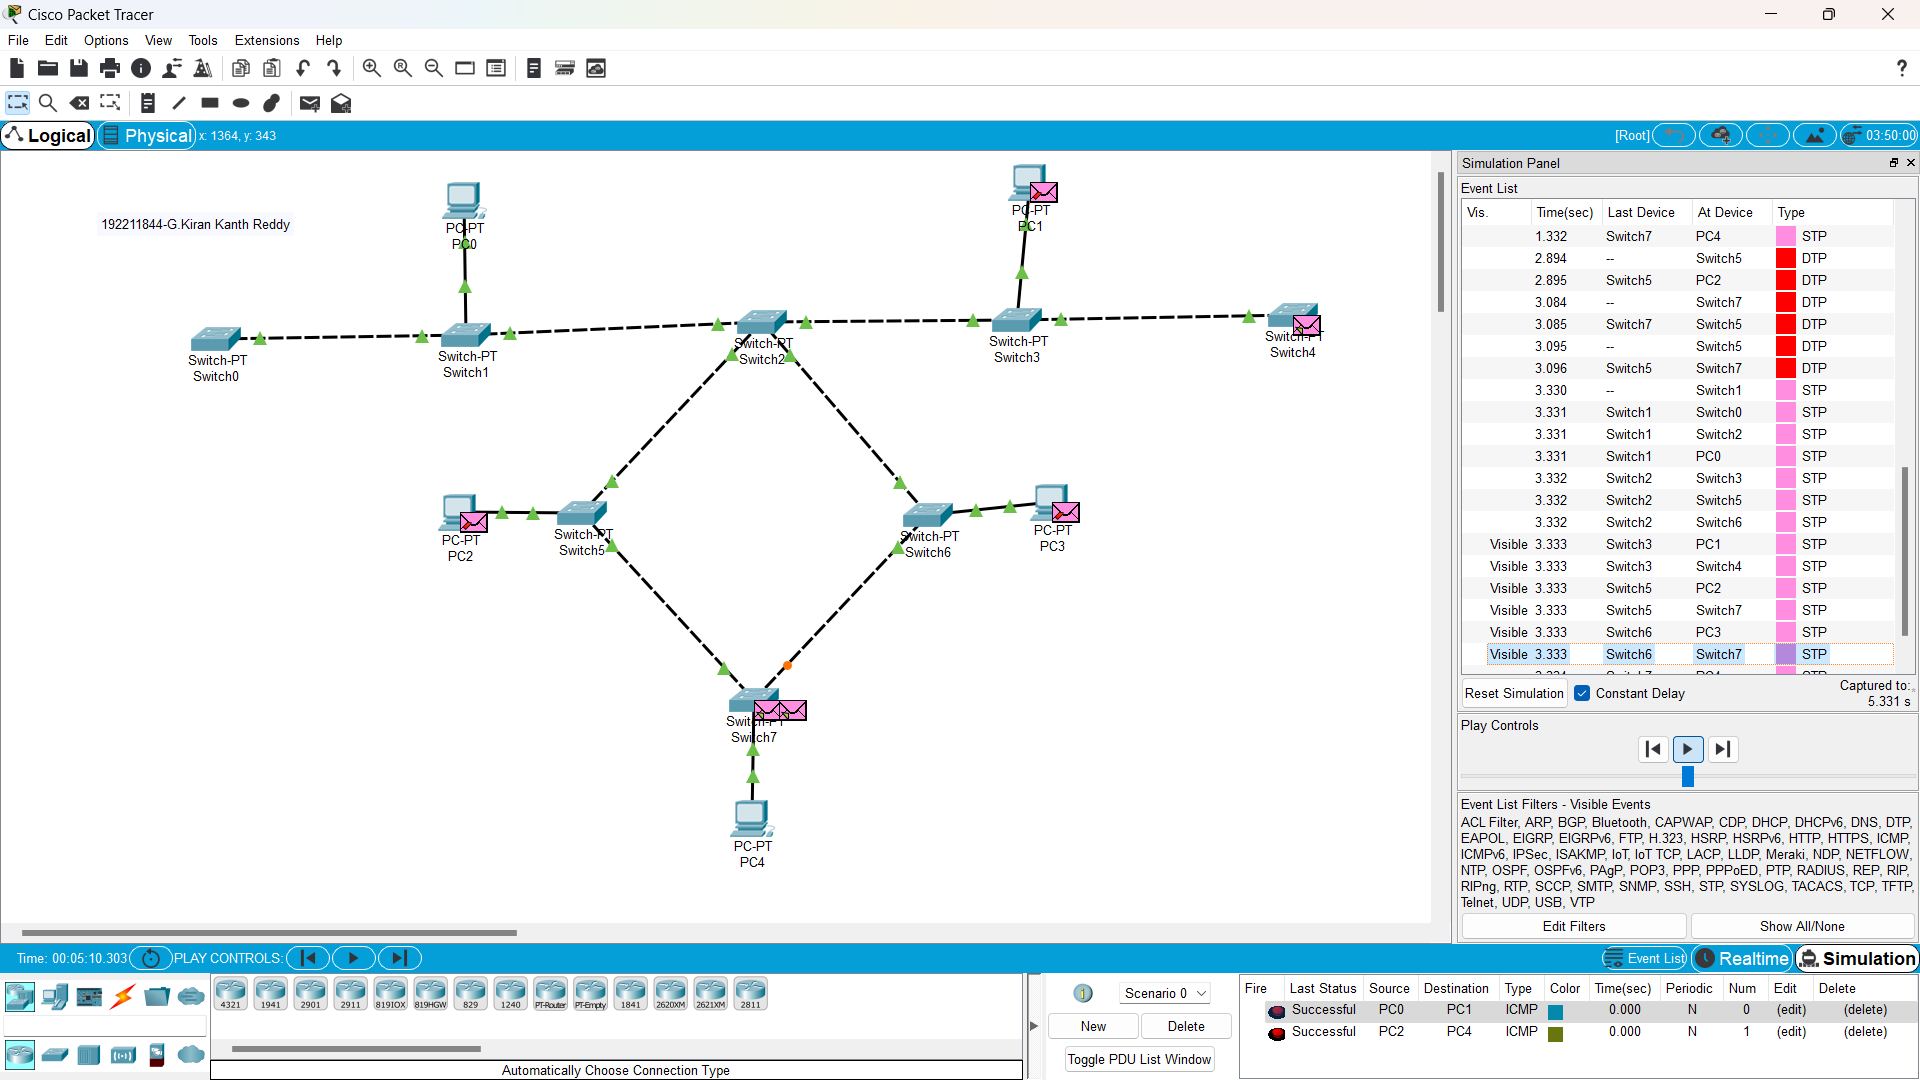 Cisco Packet Tracer
File Edit Options View Tools Extensions Help
Logical Physical x: 1364, y: 343 [Root] 03:50:00
192211844-G.Kiran Kanth Reddy
PC-PT
PC0
PC-PT
PC1
Switch-PT
Switch0
Switch-PT
Switch1
Switch-PT
Switch2
Switch-PT
Switch3
Switch-PT
Switch4
PC-PT
PC2
Switch-PT
Switch5
Switch-PT
Switch6
PC-PT
PC3
Switch-PT
Switch7
PC-PT
PC4
Simulation Panel
Event List
Vis. Time(sec) Last Device At Device Type
1.332 Switch7 PC4 STP
2.894 -- Switch5 DTP
2.895 Switch5 PC2 DTP
3.084 -- Switch7 DTP
3.085 Switch7 Switch5 DTP
3.095 -- Switch5 DTP
3.096 Switch5 Switch7 DTP
3.330 -- Switch1 STP
3.331 Switch1 Switch0 STP
3.331 Switch1 Switch2 STP
3.331 Switch1 PC0 STP
3.332 Switch2 Switch3 STP
3.332 Switch2 Switch5 STP
3.332 Switch2 Switch6 STP
Visible 3.333 Switch3 PC1 STP
Visible 3.333 Switch3 Switch4 STP
Visible 3.333 Switch5 PC2 STP
Visible 3.333 Switch5 Switch7 STP
Visible 3.333 Switch6 PC3 STP
Visible 3.333 Switch6 Switch7 STP
Reset Simulation Constant Delay Captured to:
5.331 s
Play Controls
Event List Filters - Visible Events
ACL Filter, ARP, BGP, Bluetooth, CAPWAP, CDP, DHCP, DHCPv6, DNS, DTP,
EAPOL, EIGRP, EIGRPv6, FTP, H.323, HSRP, HSRPv6, HTTP, HTTPS, ICMP,
ICMPv6, IPSec, ISAKMP, IoT, IoT TCP, LACP, LLDP, Meraki, NDP, NETFLOW,
NTP, OSPF, OSPFv6, PAgP, POP3, PPP, PPPoED, PTP, RADIUS, REP, RIP,
RIPng, RTP, SCCP, SMTP, SNMP, SSH, STP, SYSLOG, TACACS, TCP, TFTP,
Telnet, UDP, USB, VTP
Edit Filters Show All/None
Time: 00:05:10.303 PLAY CONTROLS: Event List Realtime Simulation
4321 1941 2901 2911 819IOX 819HGW 829 1240 PT-Router PT-Empty 1841 2620XM 2621XM 2811
Automatically Choose Connection Type
Scenario 0
New Delete
Toggle PDU List Window
Fire Last Status Source Destination Type Color Time(sec) Periodic Num Edit Delete
Successful PC0 PC1 ICMP 0.000 N 0 (edit) (delete)
Successful PC2 PC4 ICMP 0.000 N 1 (edit) (delete)